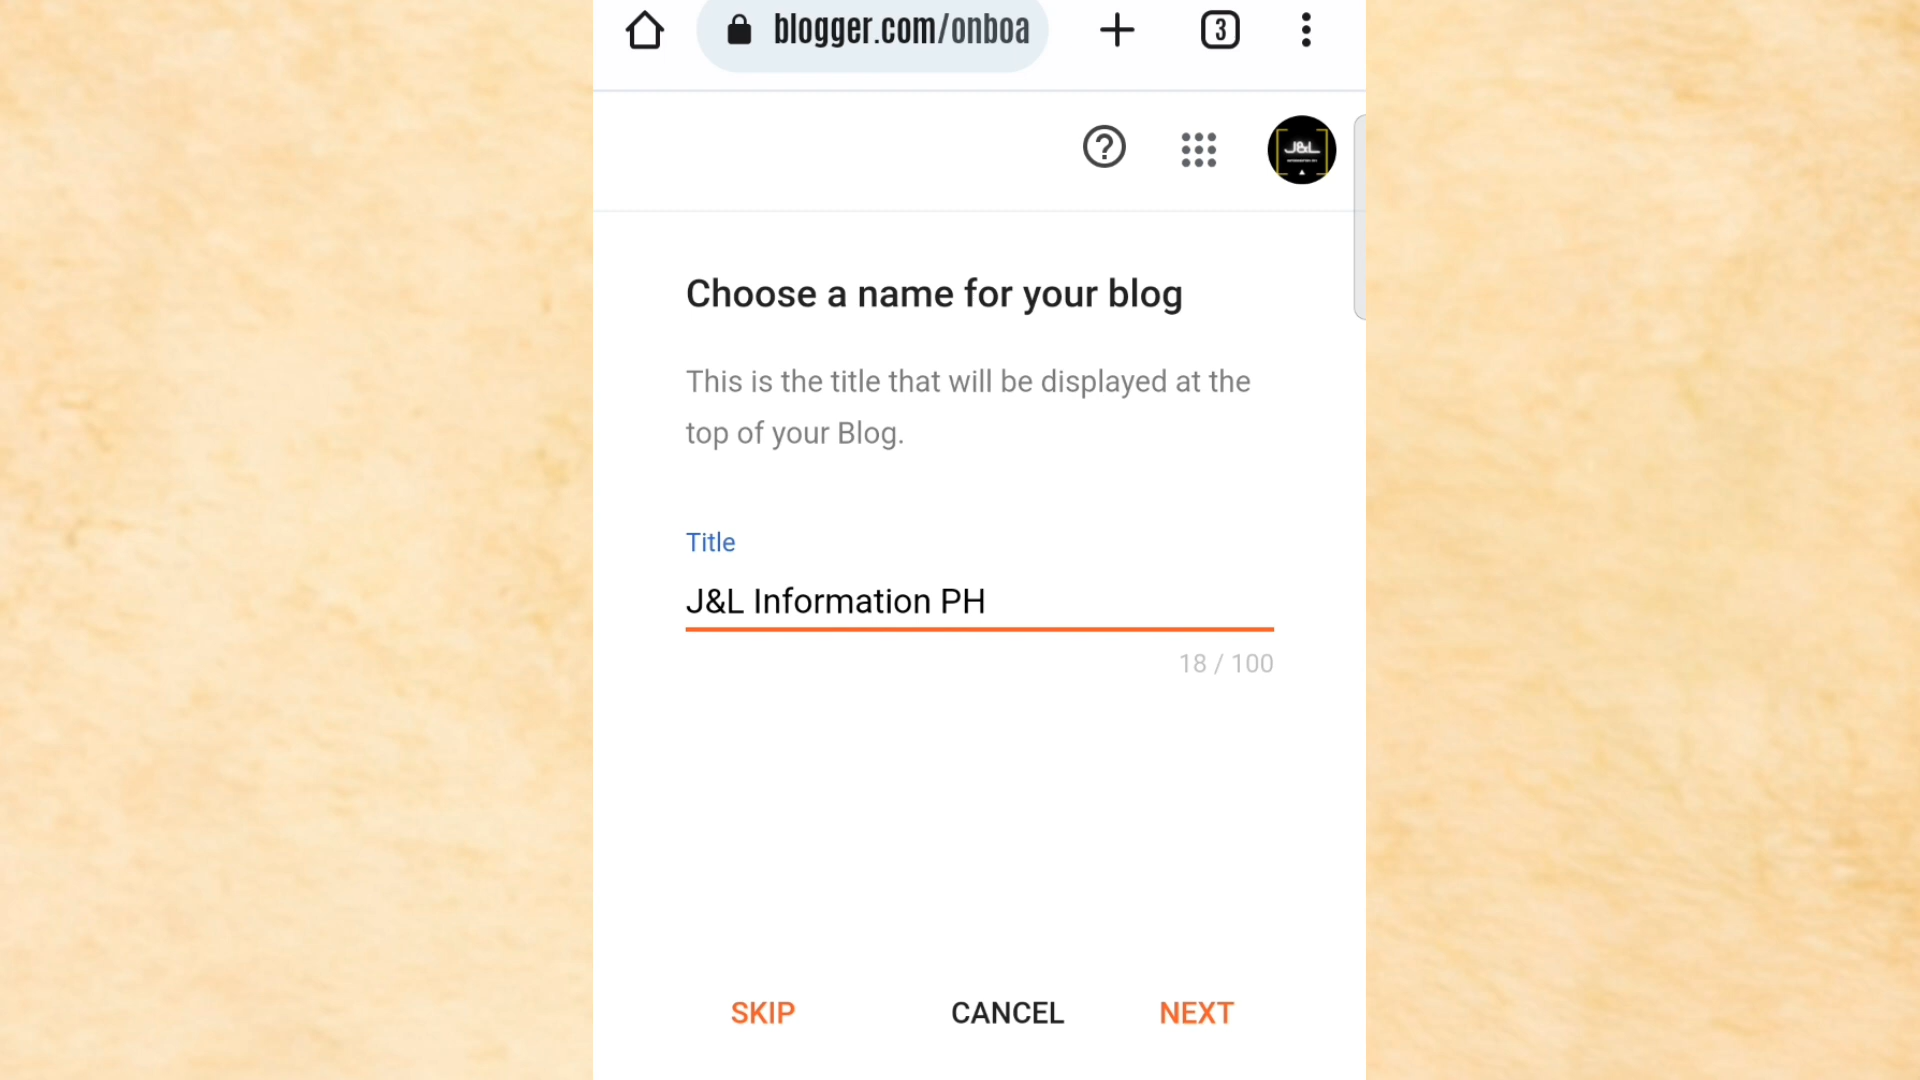 blogger.com/onboa
3
J&L
Choose a name for your blog
This is the title that will be displayed at the
top of your Blog.
Title
J&L Information PH
18 / 100
SKIP
CANCEL
NEXT